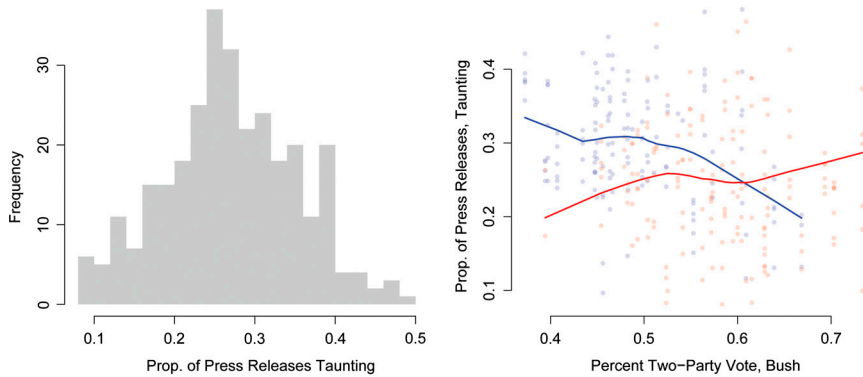 Frequency
0
10
20
30
0.1 0.2 0.3 0.4 0.5
Prop. of Press Releases Taunting
Prop. of Press Releases, Taunting
0.1
0.2
0.3
0.4
0.4 0.5 0.6 0.7
Percent Two−Party Vote, Bush